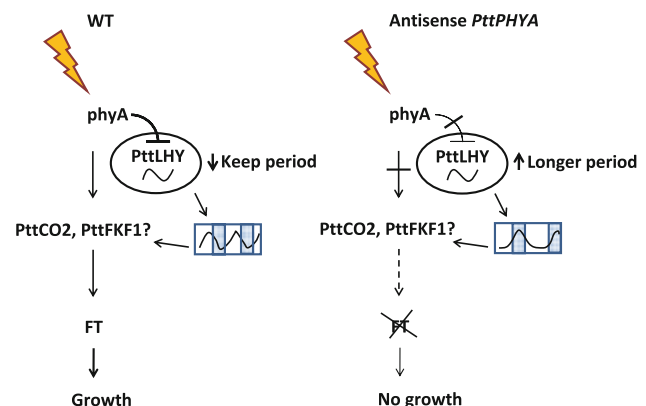 WT
phyA
PttLHY
Keep period
PttCO2, PttFKF1?
FT
Growth
Antisense PttPHYA
phyA
PttLHY
Longer period
PttCO2, PttFKF1?
FT
No growth